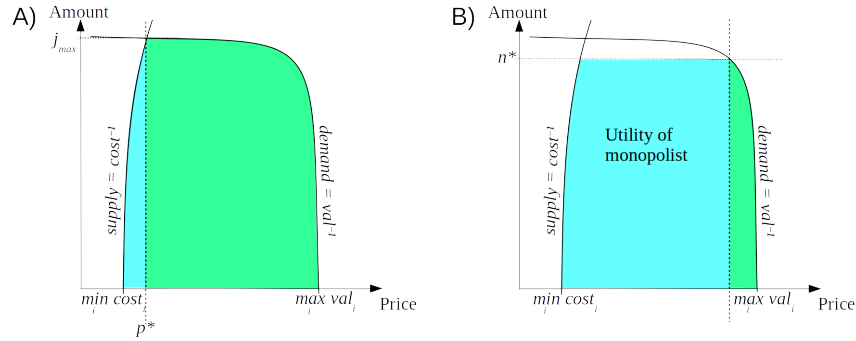 A)
Amount
j max
supply = cost⁻¹
demand = val⁻¹
min i cost i
max i val i
Price
p*
B)
Amount
n*
Utility of
monopolist
supply = cost⁻¹
demand = val⁻¹
min i cost i
max i val i
Price